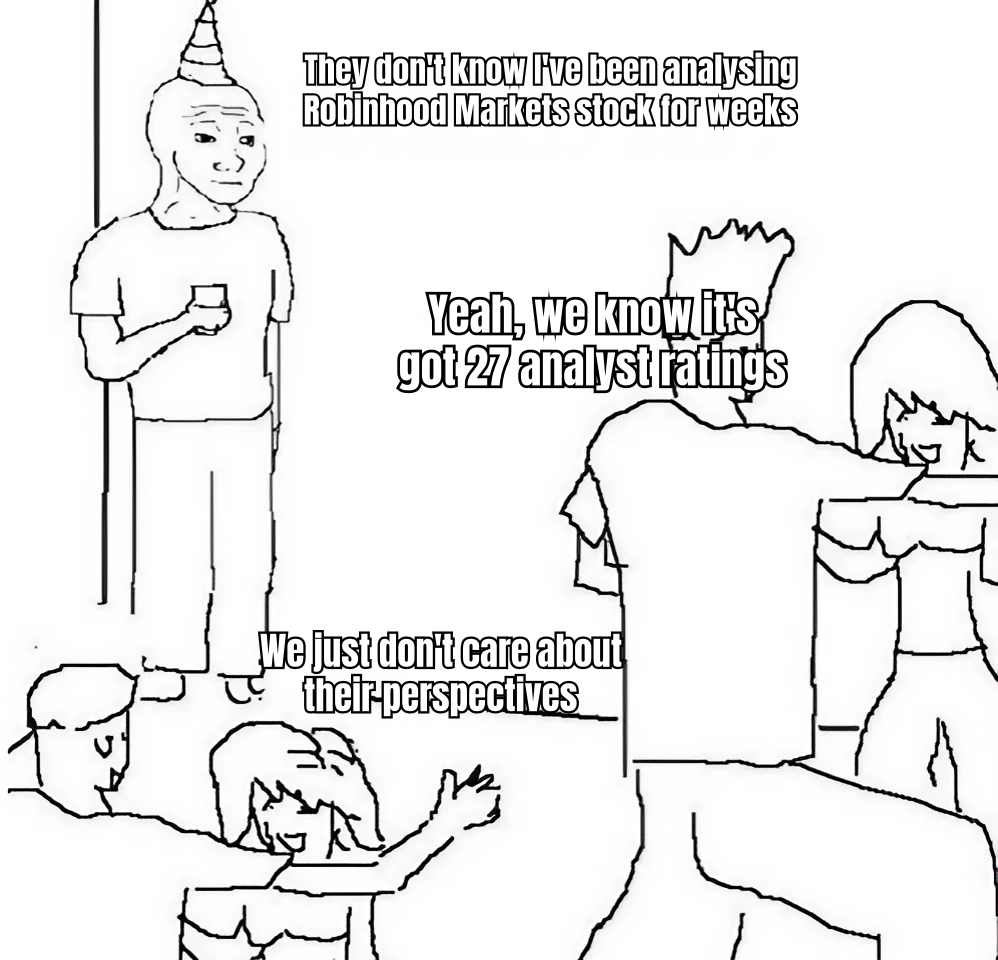 They don't know I've been analysing
Robinhood Markets stock for weeks
Yeah, we know it's
got 27 analyst ratings
We just don't care about
their perspectives